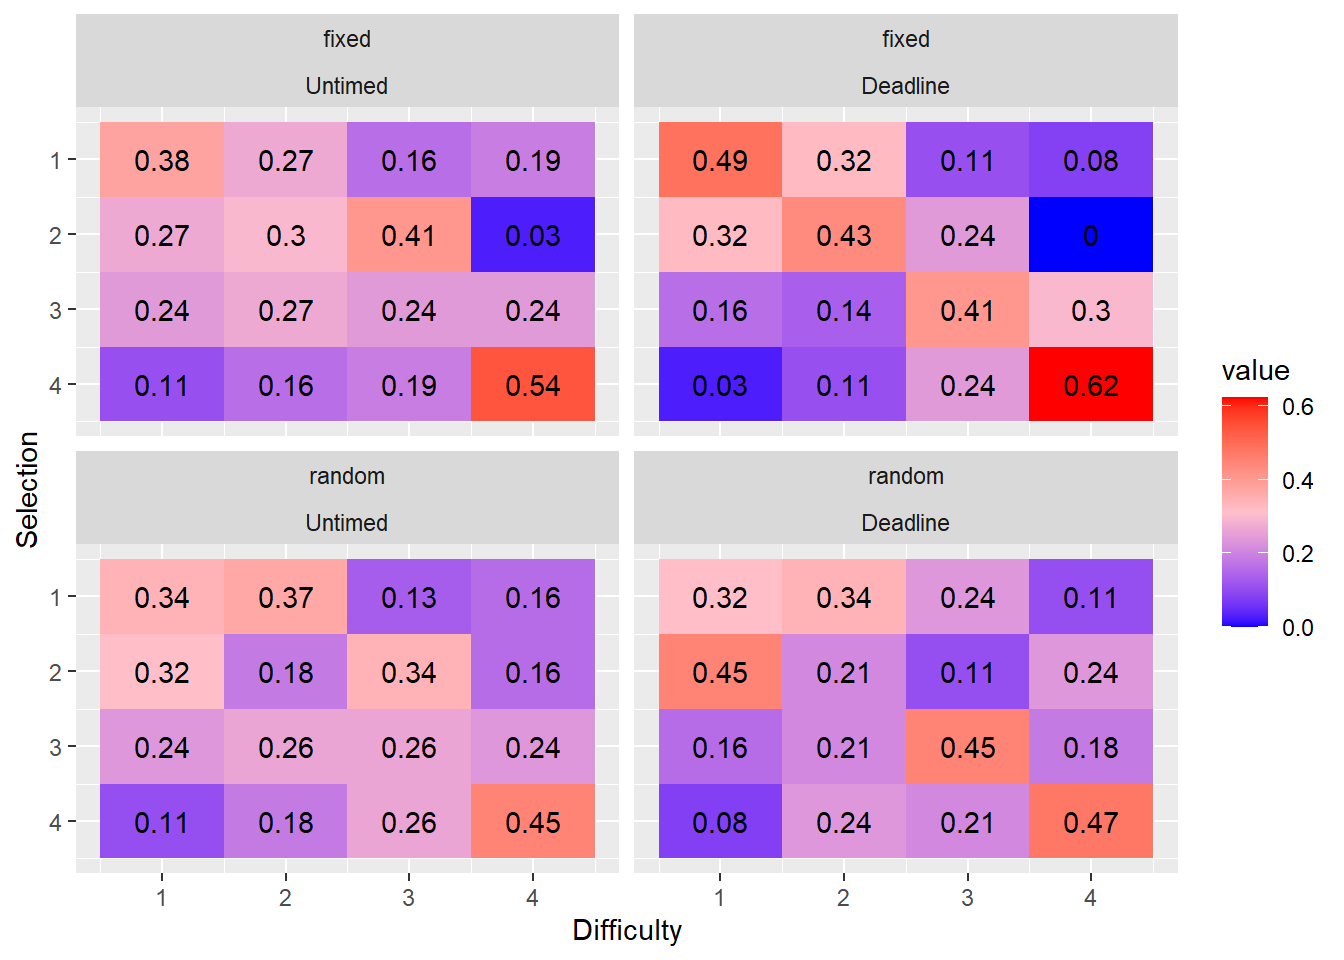 fixed fixed
Untimed Deadline
1 0.38 0.27 0.16 0.19 0.49 0.32 0.11 0.08
2 0.27 0.3 0.41 0.03 0.32 0.43 0.24 0
3 0.24 0.27 0.24 0.24 0.16 0.14 0.41 0.3
4 0.11 0.16 0.19 0.54 0.03 0.11 0.24 0.62
random random
Untimed Deadline
1 0.34 0.37 0.13 0.16 0.32 0.34 0.24 0.11
2 0.32 0.18 0.34 0.16 0.45 0.21 0.11 0.24
3 0.24 0.26 0.26 0.24 0.16 0.21 0.45 0.18
4 0.11 0.18 0.26 0.45 0.08 0.24 0.21 0.47
1 2 3 4 1 2 3 4
Difficulty
Selection
value
0.6
0.4
0.2
0.0